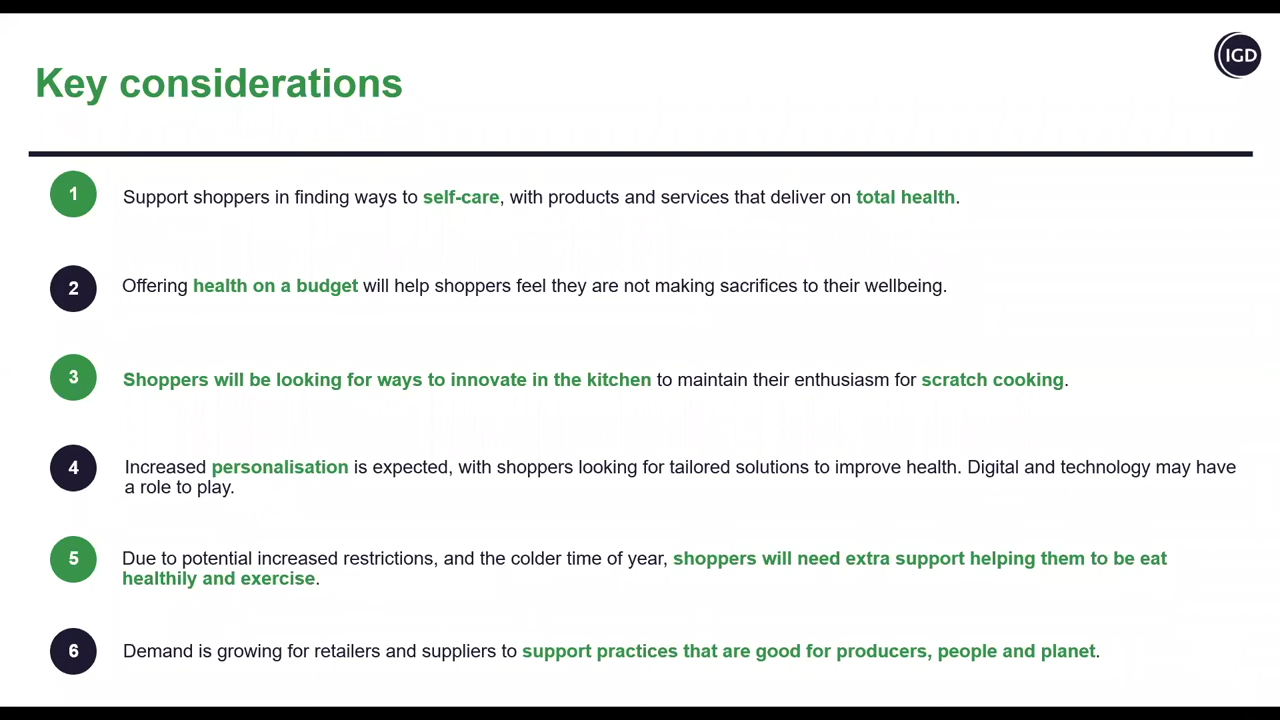 IGD
Key considerations
1
Support shoppers in finding ways to self-care, with products and services that deliver on total health.
2
Offering health on a budget will help shoppers feel they are not making sacrifices to their wellbeing.
3
Shoppers will be looking for ways to innovate in the kitchen to maintain their enthusiasm for scratch cooking.
4
Increased personalisation is expected, with shoppers looking for tailored solutions to improve health. Digital and technology may have
a role to play.
5
Due to potential increased restrictions, and the colder time of year, shoppers will need extra support helping them to be eat
healthily and exercise.
6
Demand is growing for retailers and suppliers to support practices that are good for producers, people and planet.